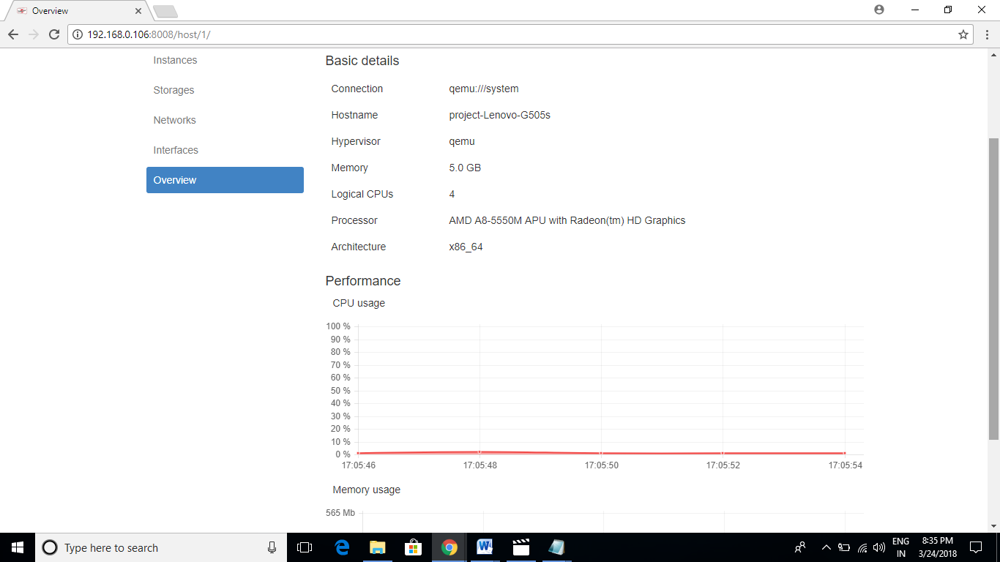 Overview
192.168.0.106:8008/host/1/
Instances
Storages
Networks
Interfaces
Overview
Basic details
Connection qemu:///system
Hostname project-Lenovo-G505s
Hypervisor qemu
Memory 5.0 GB
Logical CPUs 4
Processor AMD A8-5550M APU with Radeon(tm) HD Graphics
Architecture x86_64
Performance
CPU usage
100 %
90 %
80 %
70 %
60 %
50 %
40 %
30 %
20 %
10 %
0 %
17:05:46 17:05:48 17:05:50 17:05:52 17:05:54
Memory usage
565 Mb
Type here to search
ENG
IN
8:35 PM
3/24/2018